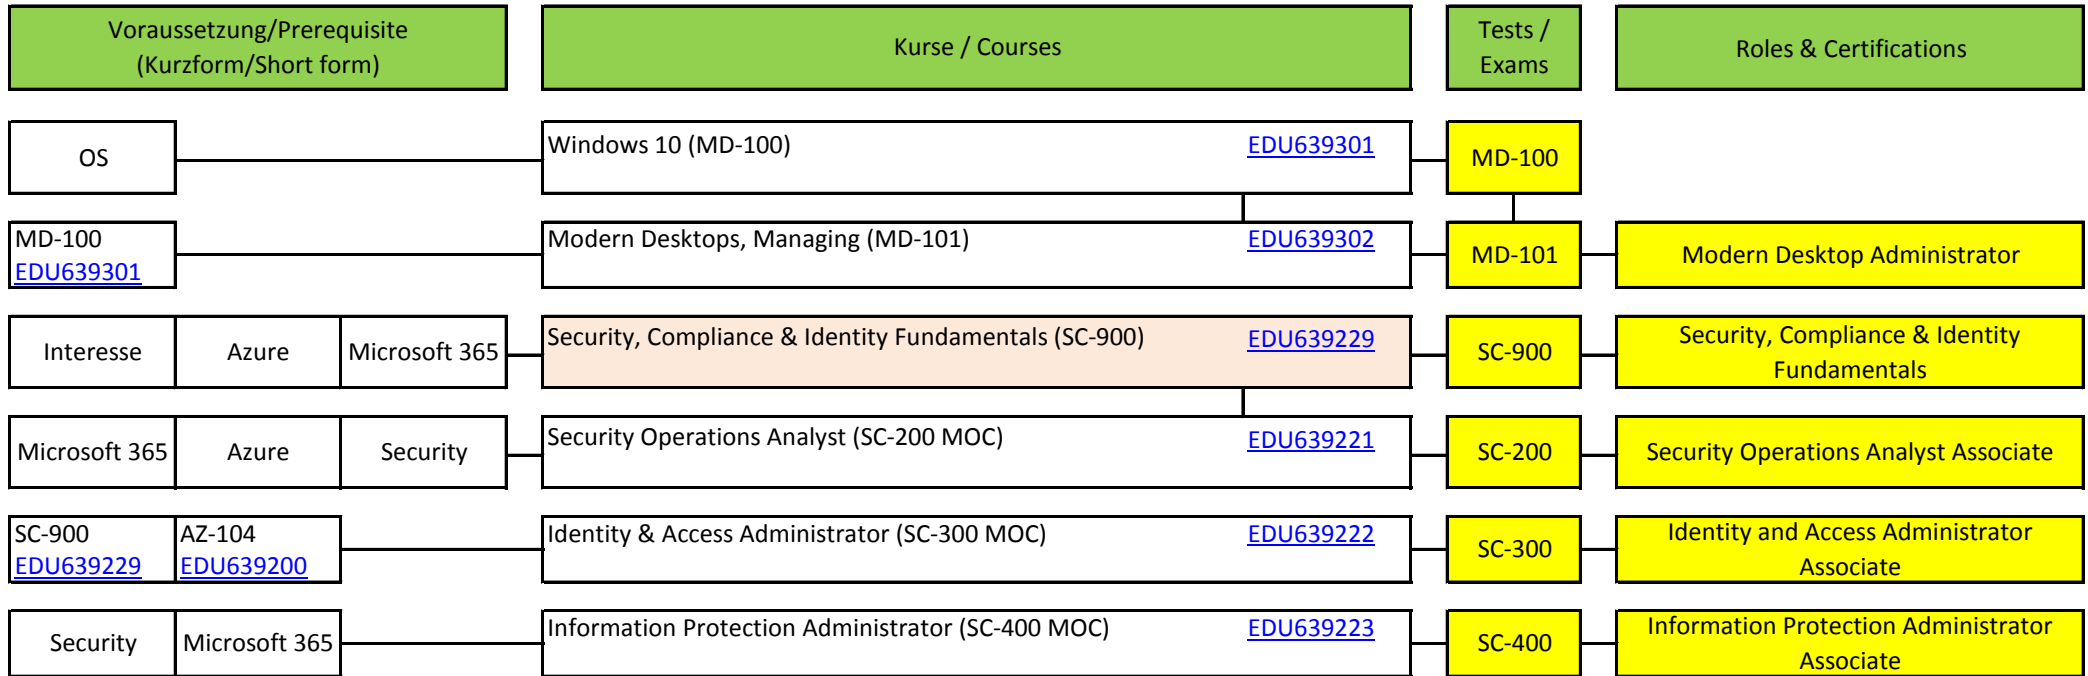 Voraussetzung/Prerequisite
(Kurzform/Short form)
Kurse / Courses
Tests /
Exams
Roles & Certifications
OS
Windows 10 (MD-100)
EDU639301
MD-100
MD-100
EDU639301
Modern Desktops, Managing (MD-101)
EDU639302
MD-101
Modern Desktop Administrator
Interesse
Azure
Microsoft 365
Security, Compliance & Identity Fundamentals (SC-900)
EDU639229
SC-900
Security, Compliance & Identity
Fundamentals
Microsoft 365
Azure
Security
Security Operations Analyst (SC-200 MOC)
EDU639221
SC-200
Security Operations Analyst Associate
SC-900
EDU639229
AZ-104
EDU639200
Identity & Access Administrator (SC-300 MOC)
EDU639222
SC-300
Identity and Access Administrator
Associate
Security
Microsoft 365
Information Protection Administrator (SC-400 MOC)
EDU639223
SC-400
Information Protection Administrator
Associate